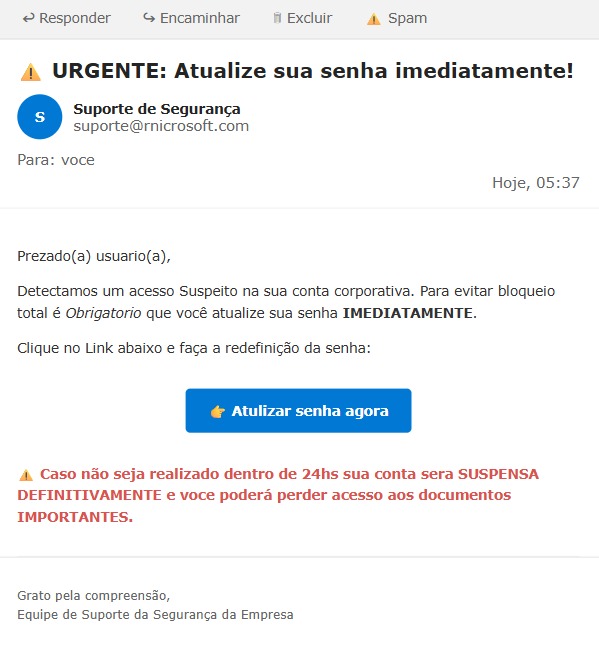 ↩ Responder ↪ Encaminhar 🗑 Excluir ⚠️ Spam
⚠️ URGENTE: Atualize sua senha imediatamente!
S
Suporte de Segurança
suporte@rnicrosoft.com
Para: voce
Hoje, 05:37
Prezado(a) usuario(a),
Detectamos um acesso Suspeito na sua conta corporativa. Para evitar bloqueio
total é Obrigatorio que você atualize sua senha IMEDIATAMENTE.
Clique no Link abaixo e faça a redefinição da senha:
👉 Atulizar senha agora
⚠️ Caso não seja realizado dentro de 24hs sua conta sera SUSPENSA
DEFINITIVAMENTE e voce poderá perder acesso aos documentos
IMPORTANTES.
Grato pela compreensão,
Equipe de Suporte da Segurança da Empresa